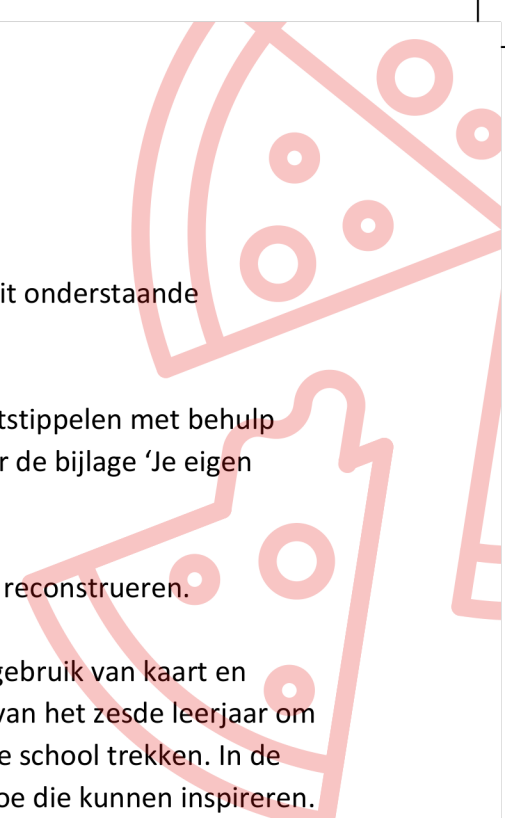 it onderstaande
tstippelen met behulp
r de bijlage ‘Je eigen
reconstrueren.
gebruik van kaart en
van het zesde leerjaar om
e school trekken. In de
oe die kunnen inspireren.